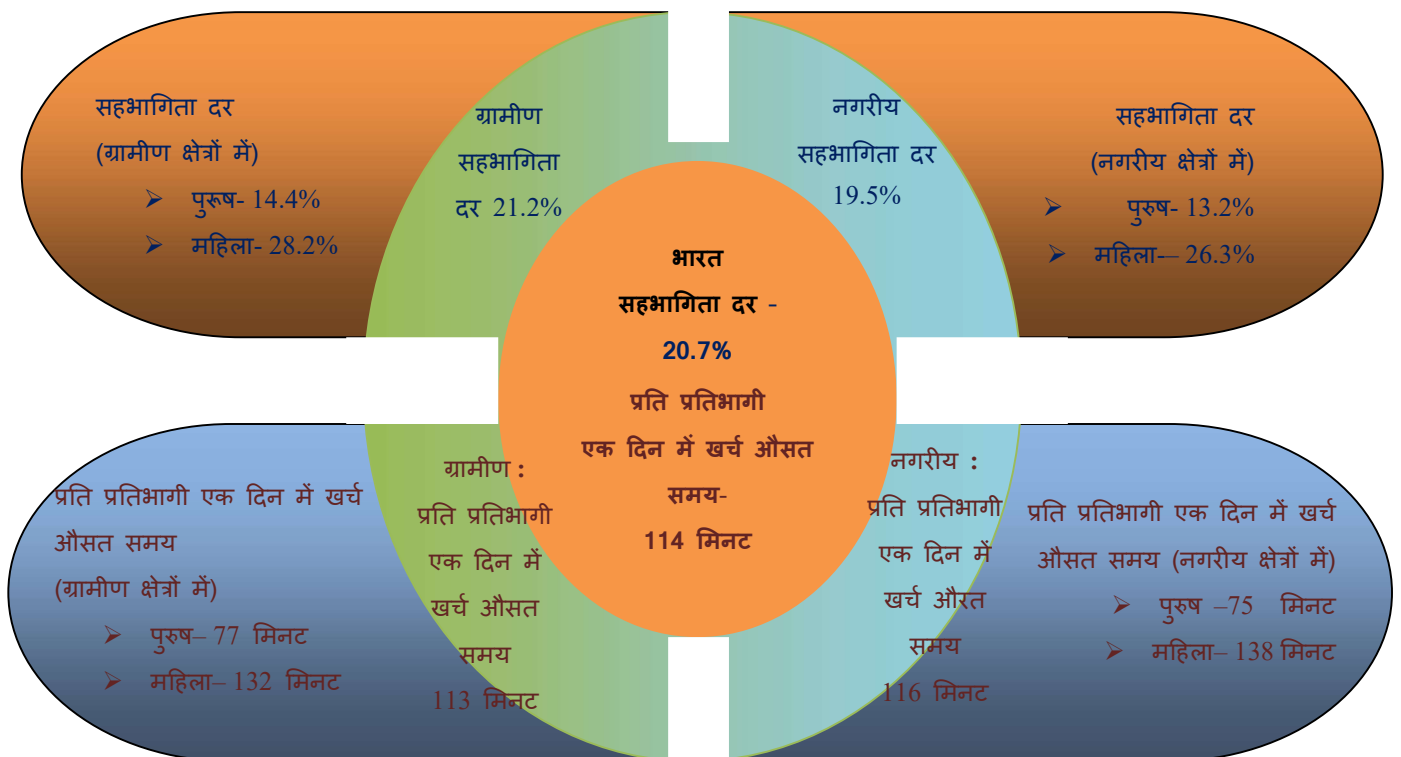 सहभागिता दर
(ग्रामीण क्षेत्रों में)
➢ पुरूष- 14.4%
➢ महिला- 28.2%
ग्रामीण
सहभागिता
दर 21.2%
नगरीय
सहभागिता दर
19.5%
सहभागिता दर
(नगरीय क्षेत्रों में)
➢ पुरुष- 13.2%
➢ महिला-– 26.3%
भारत
सहभागिता दर -
20.7%
प्रति प्रतिभागी
एक दिन में खर्च औसत
समय-
114 मिनट
प्रति प्रतिभागी एक दिन में खर्च
औसत समय
(ग्रामीण क्षेत्रों में)
➢ पुरुष– 77 मिनट
➢ महिला– 132 मिनट
ग्रामीण :
प्रति प्रतिभागी
एक दिन में
खर्च औसत
समय
113 मिनट
नगरीय :
प्रति प्रतिभागी
एक दिन में
खर्च औरत
समय
116 मिनट
प्रति प्रतिभागी एक दिन में खर्च
औसत समय (नगरीय क्षेत्रों में)
➢ पुरुष –75 मिनट
➢ महिला– 138 मिनट